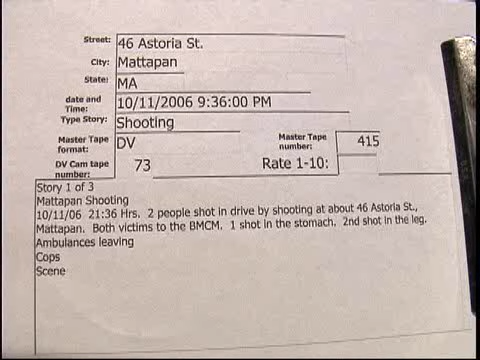 Street: 46 Astoria St.
City: Mattapan
State: MA
date and Time: 10/11/2006 9:36:00 PM
Type Story: Shooting
Master Tape format: DV Master Tape number: 415
DV Cam tape number: 73 Rate 1-10:
Story 1 of 3
Mattapan Shooting
10/11/06 21:36 Hrs. 2 people shot in drive by shooting at about 46 Astoria St.,
Mattapan. Both victims to the BMCM. 1 shot in the stomach. 2nd shot in the leg.
Ambulances leaving
Cops
Scene